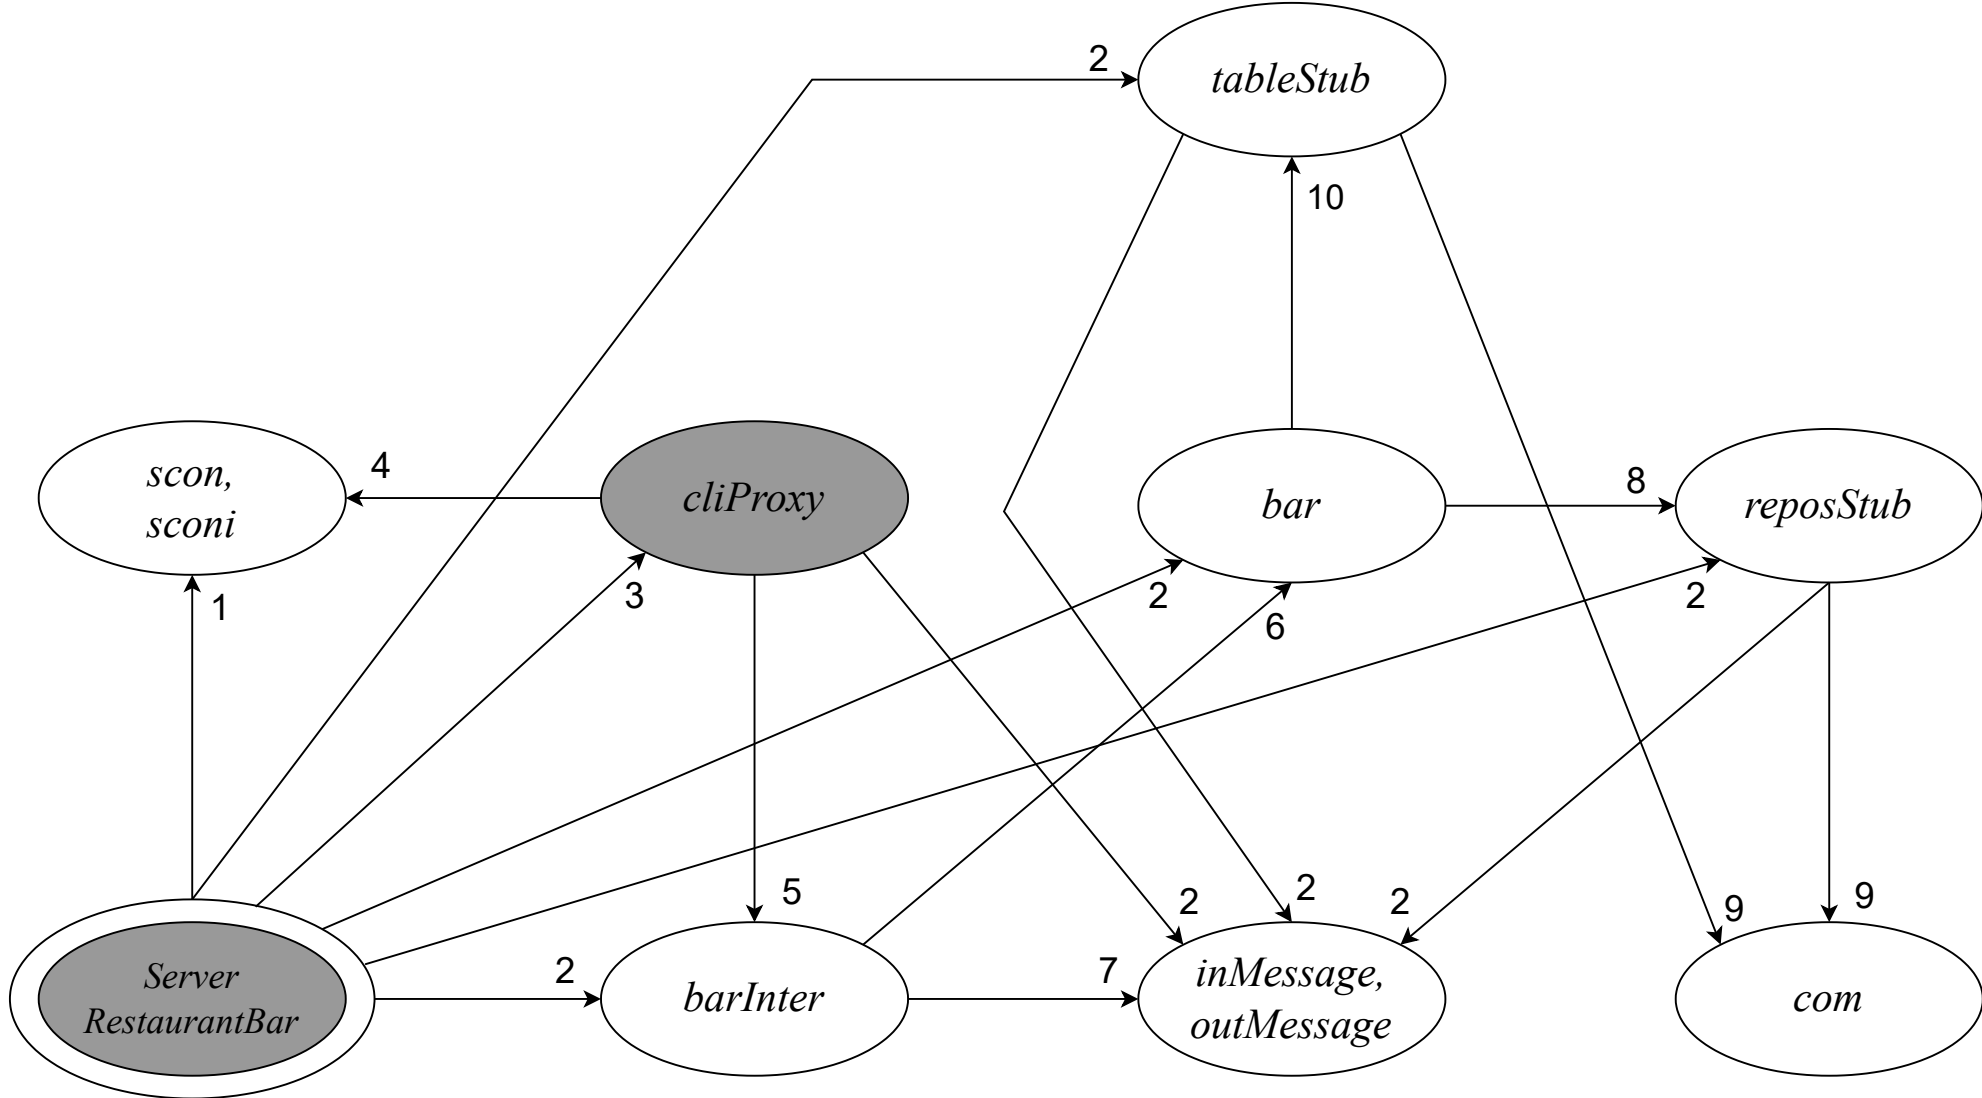 2
tableStub
10
scon,
sconi
4
cliProxy
bar
8
reposStub
1
3
2
6
2
5
2
2
2
9
9
Server
RestaurantBar
2
barInter
7
inMessage,
outMessage
com